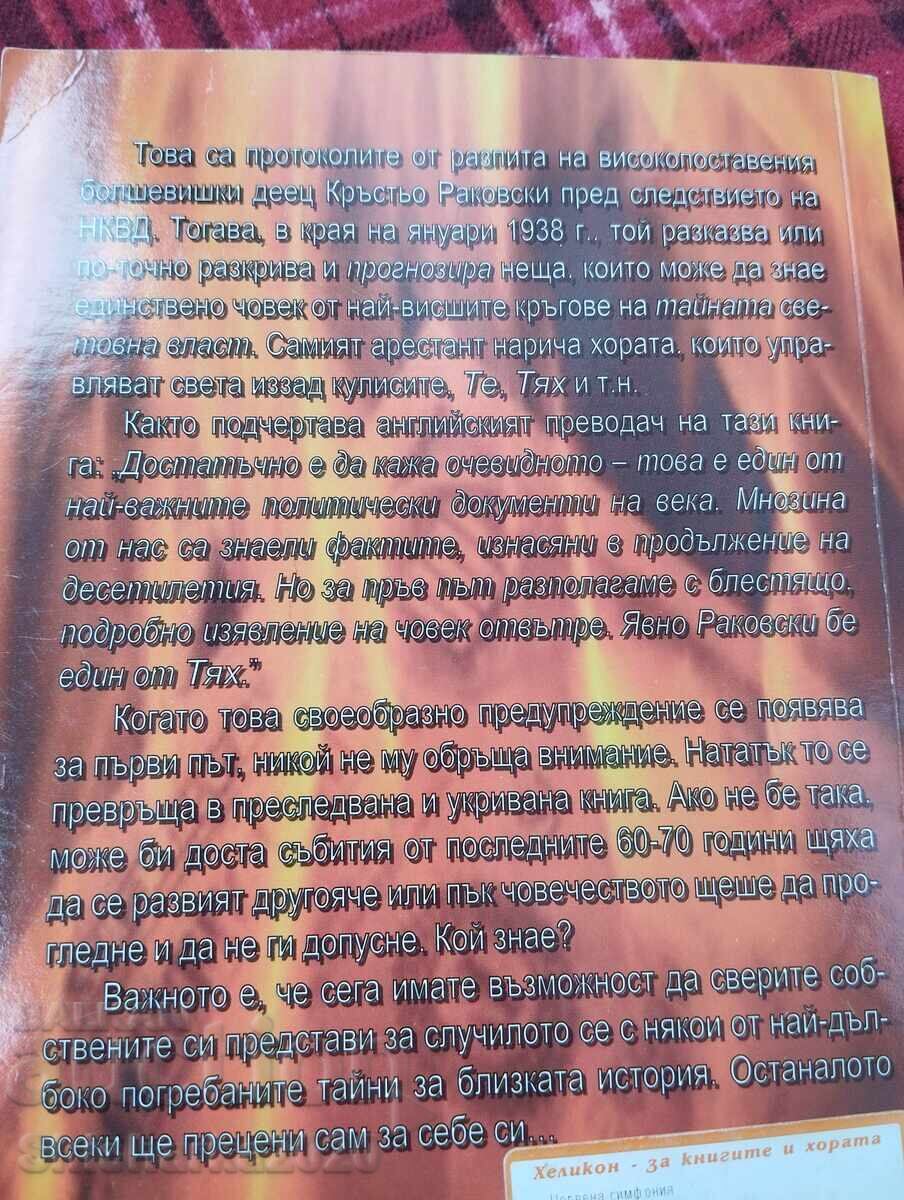 Това са протоколите от разпита на високопоставения
болшевишки деец Кръстьо Раковски пред следствието на
НКВД. Тогава, в края на януари 1938 г., той разказва или
по-точно разкрива и прогнозира неща, които може да знае
единствено човек от най-висшите кръгове на тайната све-
товна власт. Самият арестант нарича хората, които упра-
вляват света иззад кулисите, Те, Тях и т.н.
Както подчертава английският преводач на тази кни-
га: „Достатъчно е да кажа очевидното – това е един от
най-важните политически документи на века. Мнозина
от нас са знаели фактите, изнасяни в продължение на
десетилетия. Но за пръв път разполагаме с блестящо,
подробно изявление на човек отвътре. Явно Раковски бе
един от Тях.”
Когато това своеобразно предупреждение се появява
за първи път, никой не му обръща внимание. Нататък то се
превръща в преследвана и укривана книга. Ако не бе така,
може би доста събития от последните 60-70 години щяха
да се развият другояче или пък човечеството щеше да про-
гледне и да не ги допусне. Кой знае?
Важното е, че сега имате възможност да сверите соб-
ствените си представи за случилото се с някои от най-дъл-
боко погребаните тайни за близката история. Останалото
всеки ще прецени сам за себе си...
Хеликон - за книгите и хората
Червена симфония